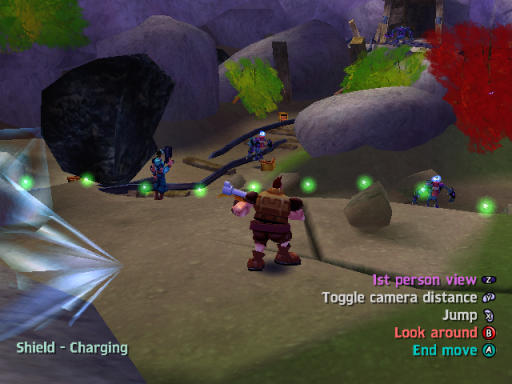 1st person view Z
Toggle camera distance
Jump
Look around B
End move A
Shield - Charging